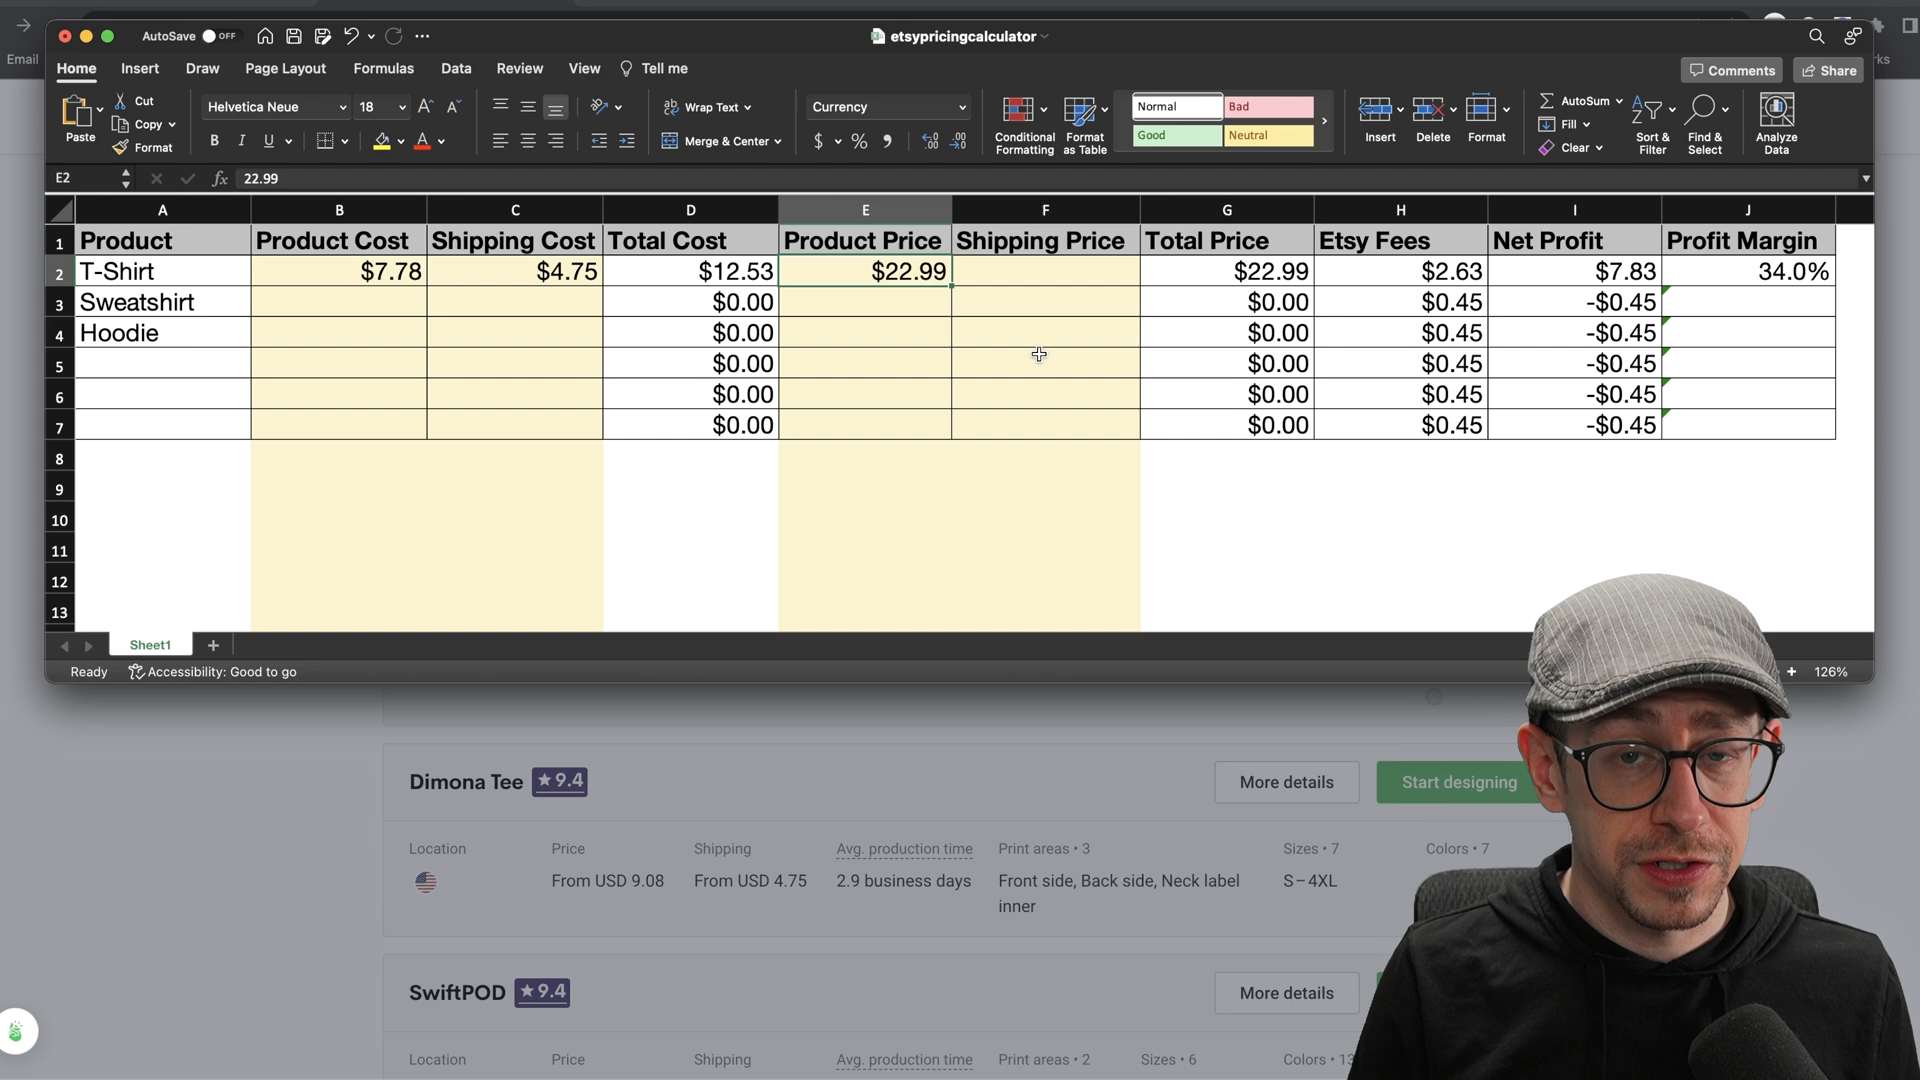 AutoSave OFF
etsypricingcalculator
Email
ks
Home Insert Draw Page Layout Formulas Data Review View Tell me
Comments Share
Paste Cut Copy Format
Helvetica Neue 18
B I U A
Wrap Text
Merge & Center
Currency
$ %
Conditional Formatting
Format as Table
Normal Bad
Good Neutral
Insert Delete Format
AutoSum
Fill
Clear
Sort & Filter
Find & Select
Analyze Data
E2 fx 22.99
A B C D E F G H I J
1 Product Product Cost Shipping Cost Total Cost Product Price Shipping Price Total Price Etsy Fees Net Profit Profit Margin
2 T-Shirt $7.78 $4.75 $12.53 $22.99 $22.99 $2.63 $7.83 34.0%
3 Sweatshirt $0.00 $0.00 $0.45 -$0.45
4 Hoodie $0.00 $0.00 $0.45 -$0.45
5 $0.00 $0.00 $0.45 -$0.45
6 $0.00 $0.00 $0.45 -$0.45
7 $0.00 $0.00 $0.45 -$0.45
8
9
10
11
12
13
Sheet1 +
Ready Accessibility: Good to go
+ 126%
Dimona Tee ★ 9.4 More details Start designing
Location Price Shipping Avg. production time Print areas • 3 Sizes • 7 Colors • 7
From USD 9.08 From USD 4.75 2.9 business days Front side, Back side, Neck label inner S – 4XL
SwiftPOD ★ 9.4 More details
Location Price Shipping Avg. production time Print areas • 2 Sizes • 6 Colors • 13